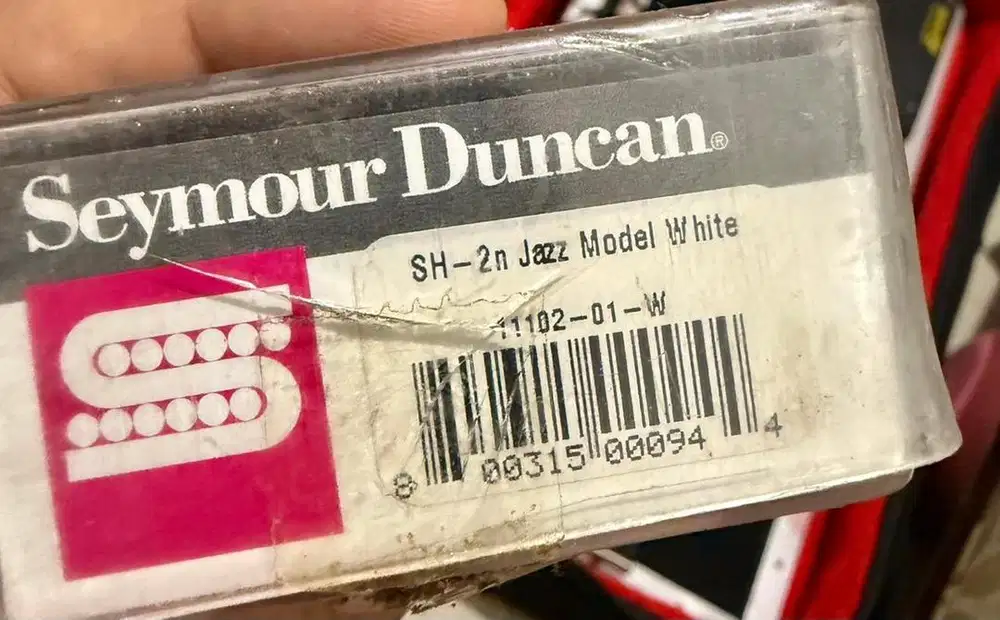 Seymour Duncan®
SH-2n Jazz Model White
11102-01-W
8 00315 00094 4